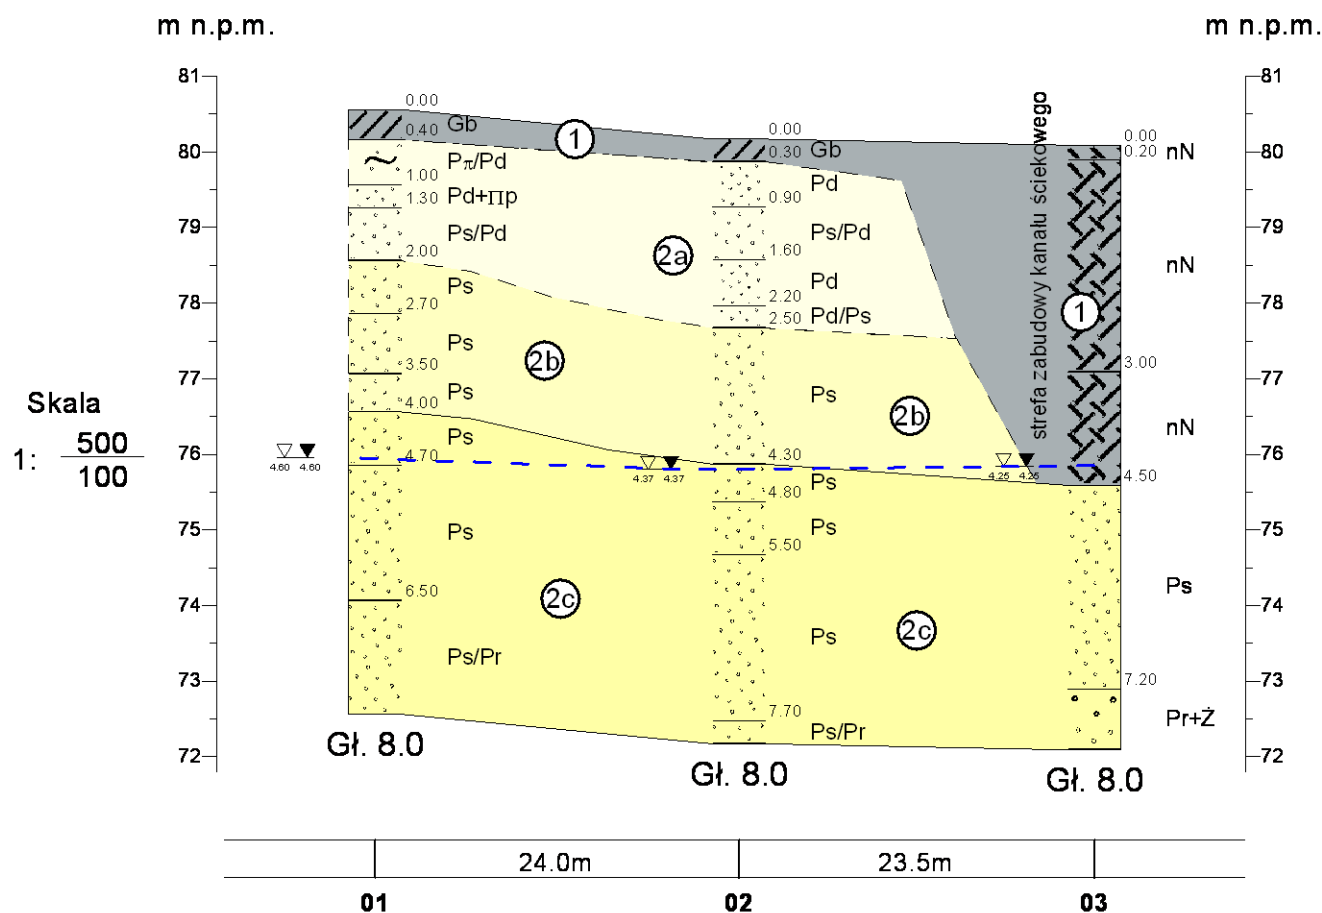 m n.p.m.
m n.p.m.
81
80
79
78
77
76
75
74
73
72
Skala
1: 500
100
0.00
0.40
1.00
1.30
2.00
2.70
3.50
4.00
4.70
6.50
Gb
Pπ/Pd
Pd+Πp
Ps/Pd
Ps
Ps
Ps
Ps
Ps
Ps/Pr
4.60 4.60
Gł. 8.0
1
2a
2b
2c
0.00
0.30
0.90
1.60
2.20
2.50
4.30
4.80
5.50
7.70
Gb
Pd
Ps/Pd
Pd
Pd/Ps
Ps
Ps
Ps
Ps
Ps/Pr
4.37 4.37
Gł. 8.0
2b
2c
strefa zabudowy kanału ściekowego
1
4.25 4.25
0.00
0.20
3.00
4.50
7.20
nN
nN
nN
Ps
Pr+Ż
Gł. 8.0
81
80
79
78
77
76
75
74
73
72
24.0m
23.5m
01
02
03